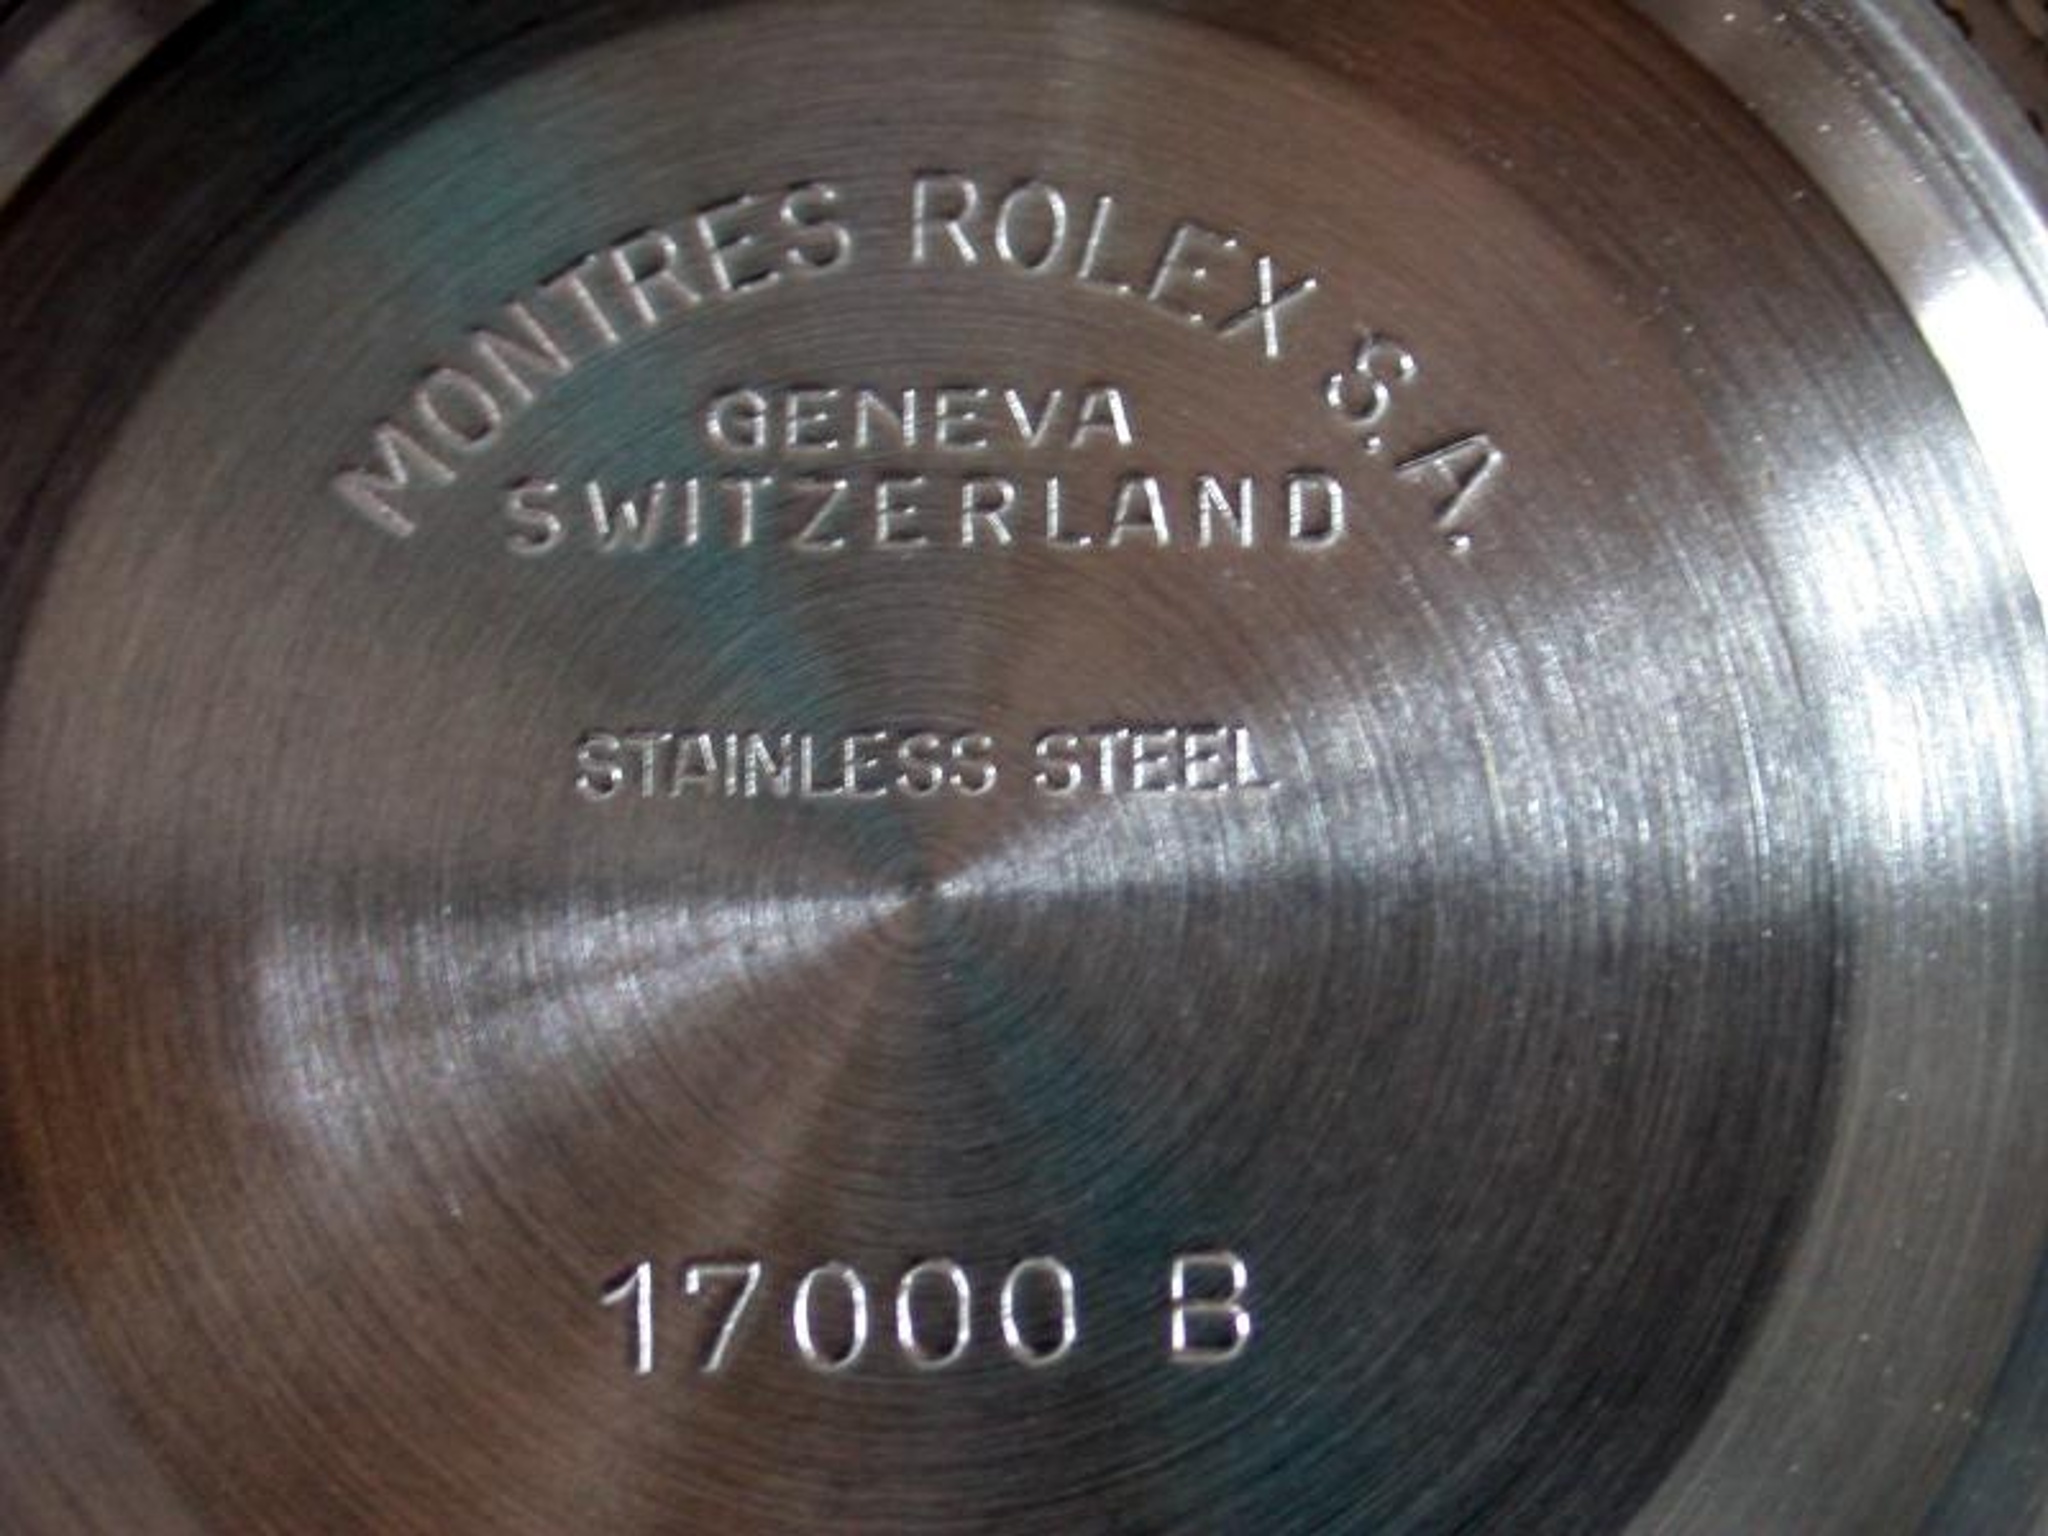 MONTRES ROLEX S.A.
GENEVA
SWITZERLAND
STAINLESS STEEL
17000 B